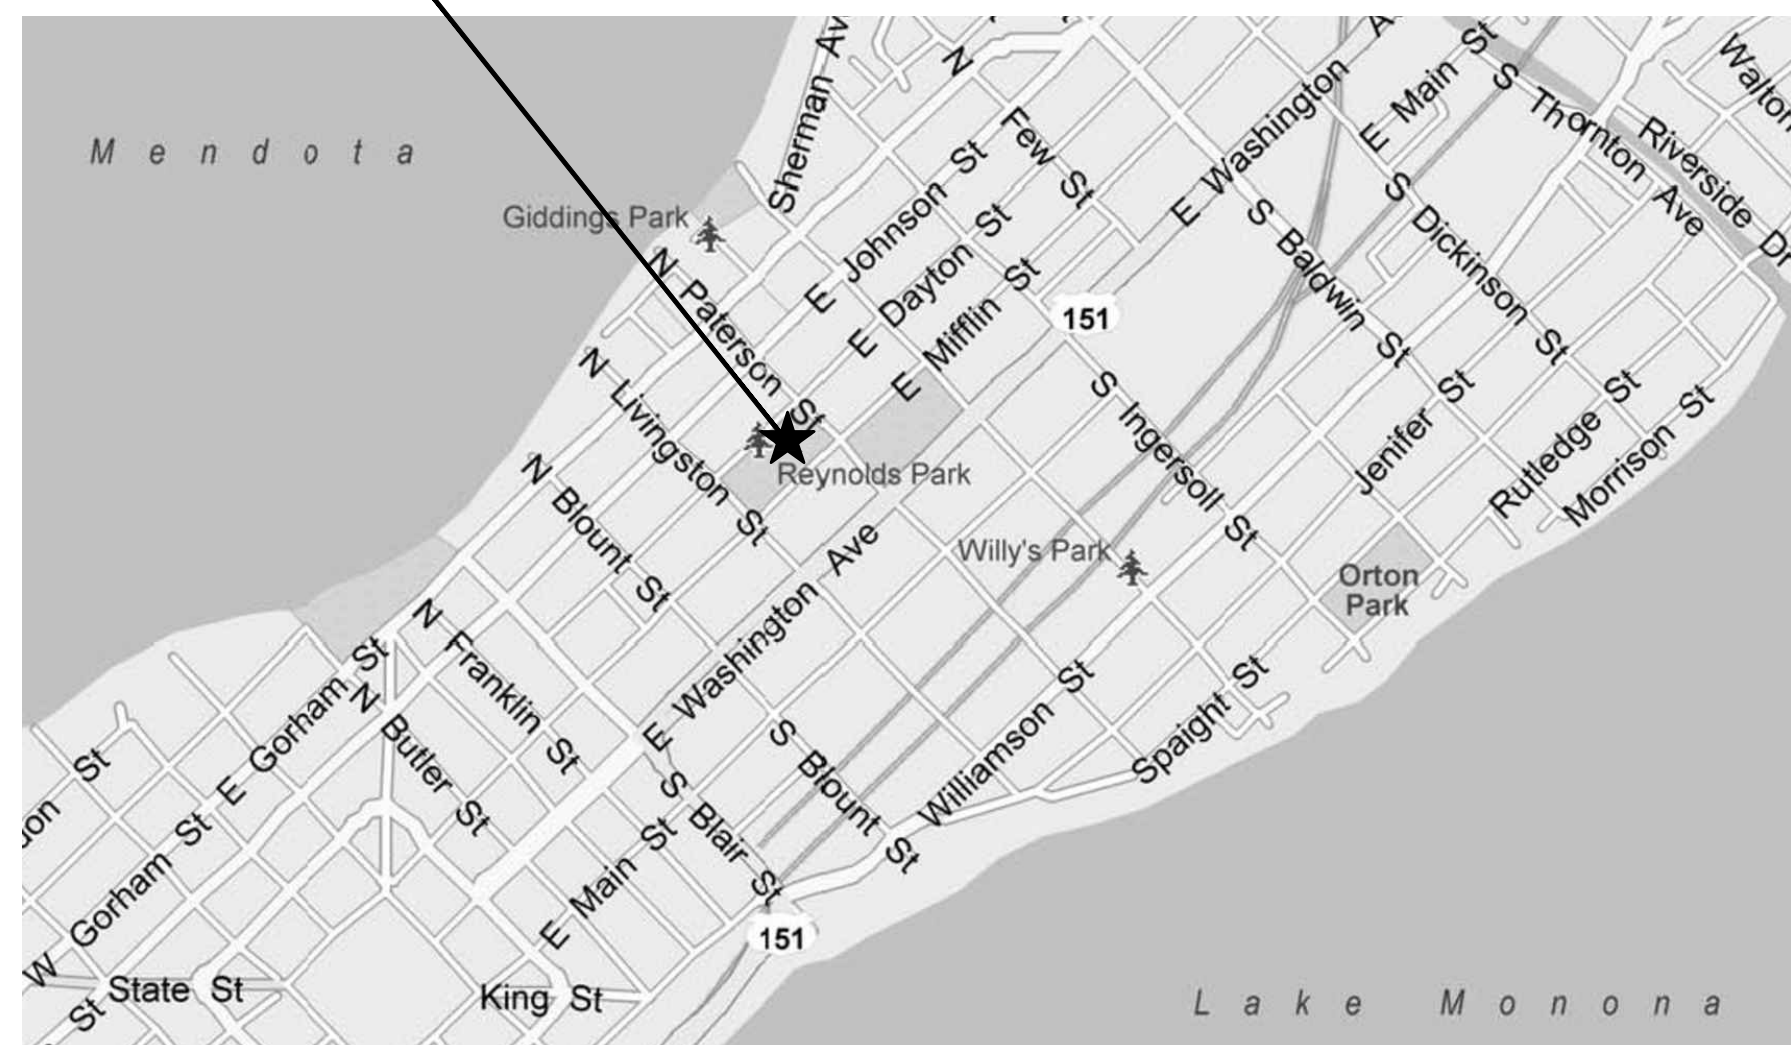 Sherman Av
N
E Washington A
E Main St
S Thornton Ave
Riverside Dr
Walton
Mendota
Few St
Giddings Park
N Paterson St
E Johnson St
E Dayton St
E Mifflin St
151
S Baldwin St
S Dickinson St
N Livingston St
Reynolds Park
S Ingersoll St
Jenifer St
Rutledge St
Morrison St
N Blount St
Willy's Park
Orton
Park
N Franklin St
E Washington Ave
E Gorham St
N Butler St
S Blount St
Williamson St
Spaight St
St
S Blair St
E Main St
W Gorham St
151
State St
King St
St
Lake Monona